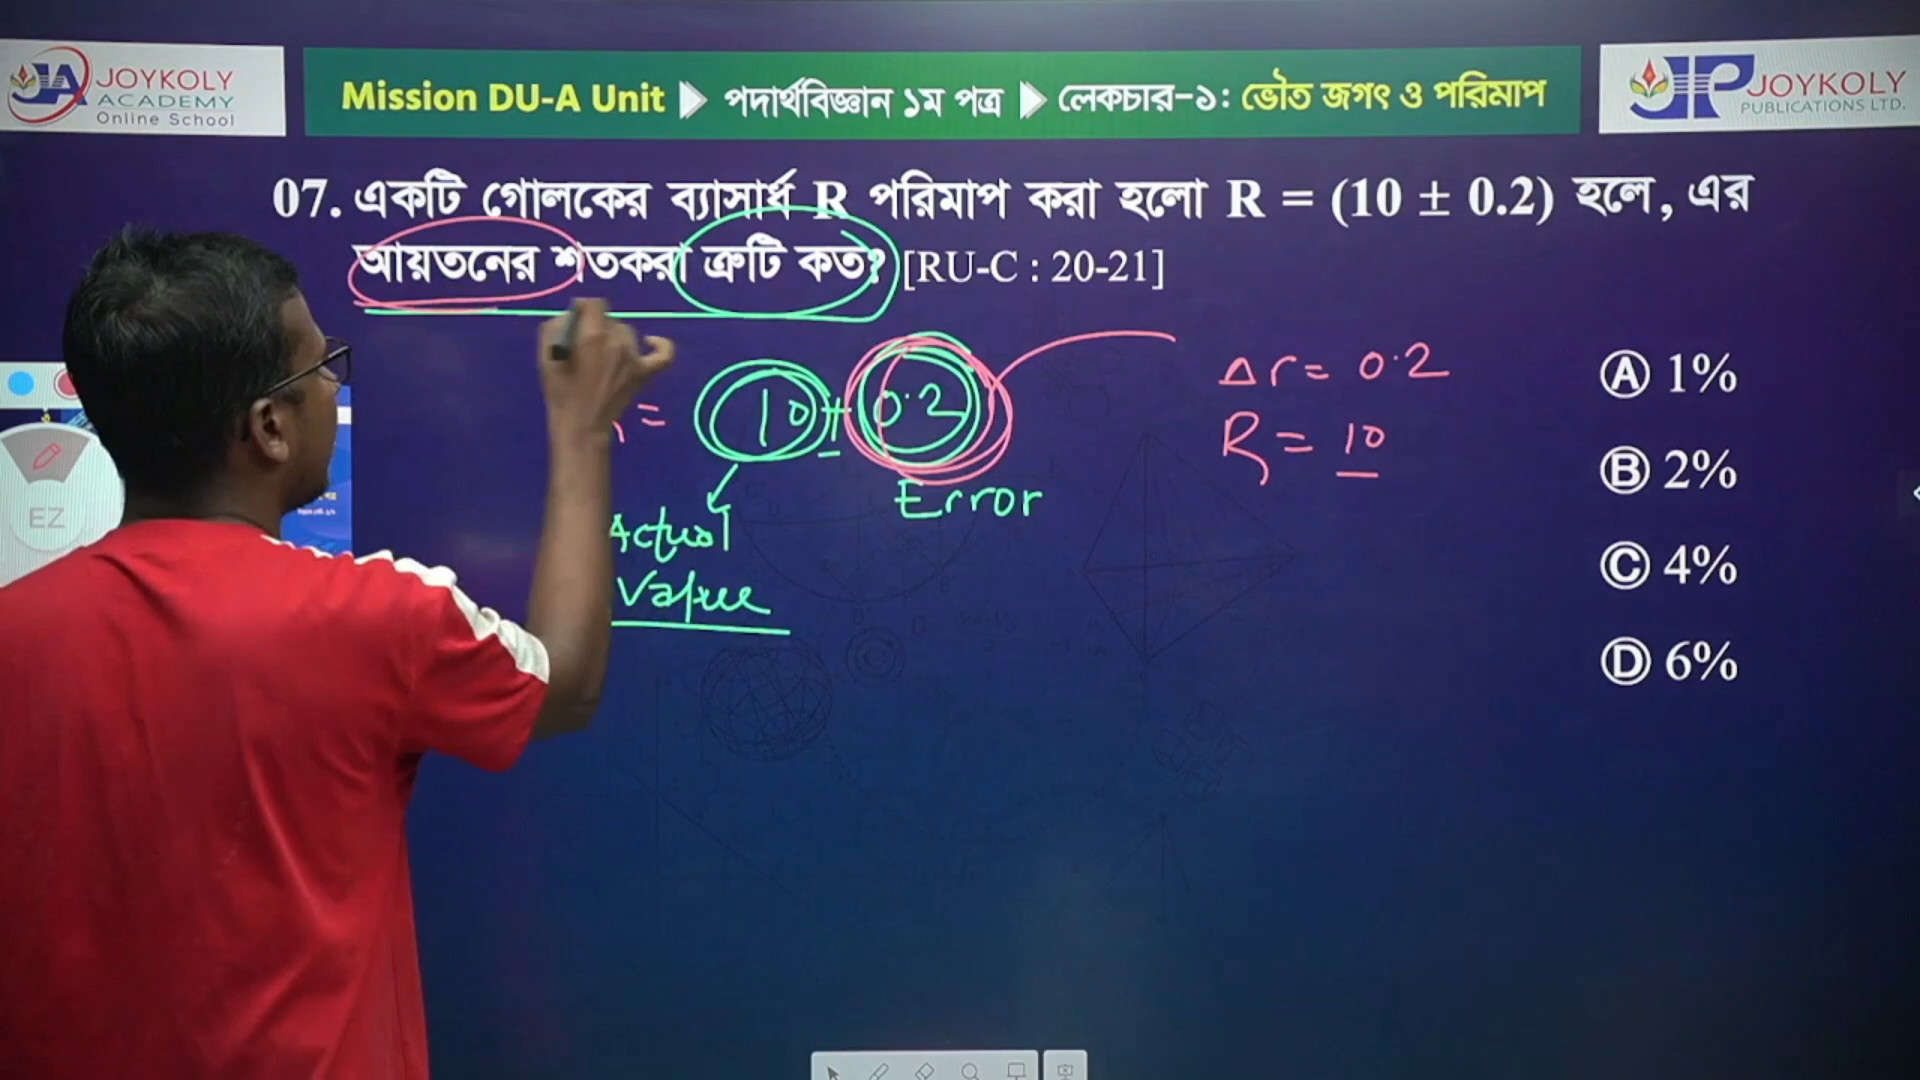 JOYKOLY
ACADEMY
Online School
Mission DU-A Unit পদার্থবিজ্ঞান ১ম পত্র লেকচার-১: ভৌত জগৎ ও পরিমাপ
JOYKOLY
PUBLICATIONS LTD.
07. একটি গোলকের ব্যাসার্ধ R পরিমাপ করা হলো R = (10 ± 0.2) হলে, এর
আয়তনের শতকরা ত্রুটি কত? [RU-C : 20-21]
= 10 ± 0.2
Actual
Value
Error
Δr = 0.2
R = 10
Ⓐ 1%
Ⓑ 2%
Ⓒ 4%
Ⓓ 6%
EZ